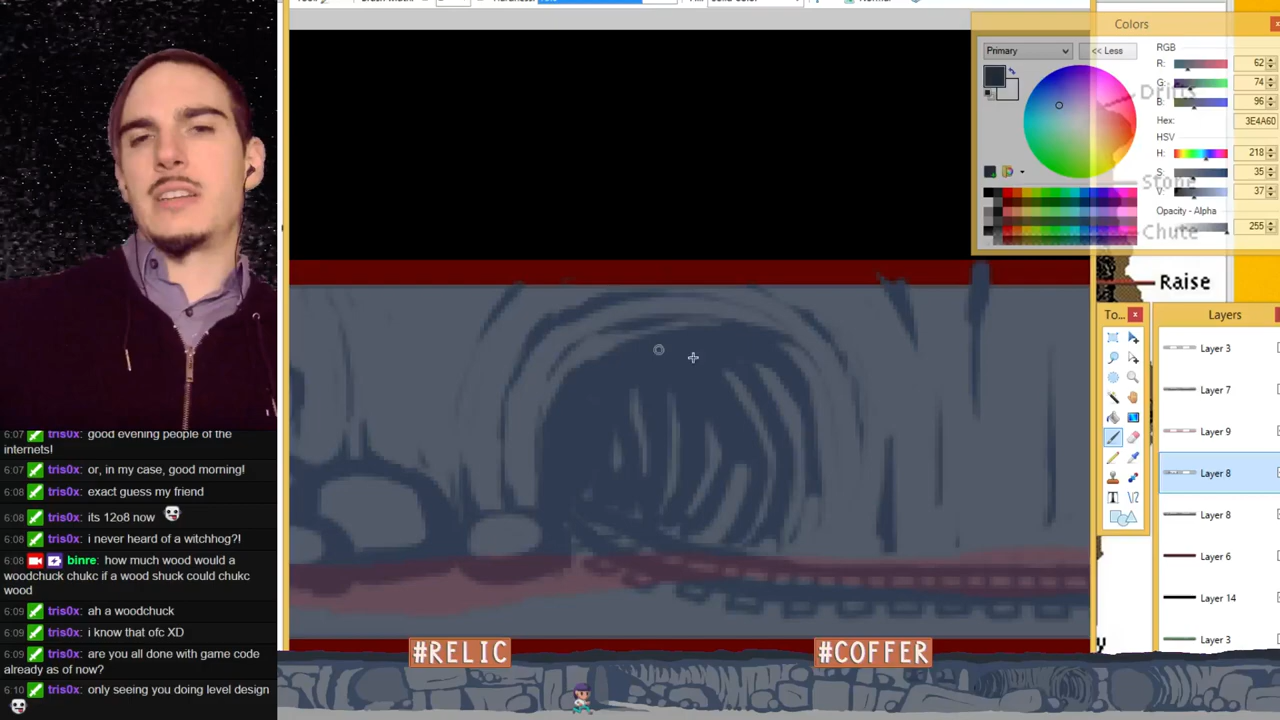 Colors
Primary
<< Less
RGB
R: 62
G: 74
B: 96
Hex: 3E4A60
HSV
H: 218
S: 35
V: 37
Opacity - Alpha
255
Drifts
Stone
Chute
Raise
To...
Layers
Layer 3
Layer 7
Layer 9
Layer 8
Layer 8
Layer 6
Layer 14
Layer 3
6:07 tris0x: good evening people of the
internets!
6:07 tris0x: or, in my case, good morning!
6:08 tris0x: exact guess my friend
6:08 tris0x: its 12o8 now
6:08 tris0x: i never heard of a witchhog?!
6:08 binre: how much wood would a
woodchuck chukc if a wood shuck could chukc
wood
6:09 tris0x: ah a woodchuck
6:09 tris0x: i know that ofc XD
6:09 tris0x: are you all done with game code
already as of now?
6:10 tris0x: only seeing you doing level design
#RELIC
#COFFER